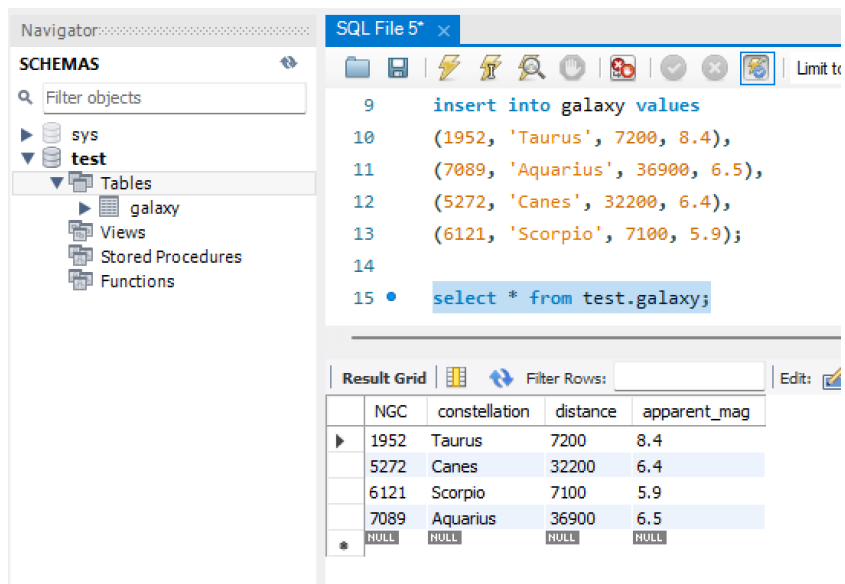 Navigator
SCHEMAS
Filter objects
sys
test
Tables
galaxy
Views
Stored Procedures
Functions
SQL File 5*
Limit to
9 insert into galaxy values
10 (1952, 'Taurus', 7200, 8.4),
11 (7089, 'Aquarius', 36900, 6.5),
12 (5272, 'Canes', 32200, 6.4),
13 (6121, 'Scorpio', 7100, 5.9);
14
15 select * from test.galaxy;
Result Grid Filter Rows: Edit:
NGC constellation distance apparent_mag
1952 Taurus 7200 8.4
5272 Canes 32200 6.4
6121 Scorpio 7100 5.9
7089 Aquarius 36900 6.5
NULL NULL NULL NULL